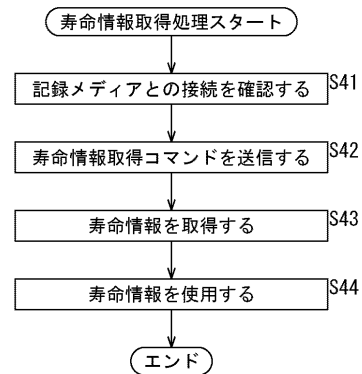 寿命情報取得処理スタート
記録メディアとの接続を確認する S41
寿命情報取得コマンドを送信する S42
寿命情報を取得する S43
寿命情報を使用する S44
エンド